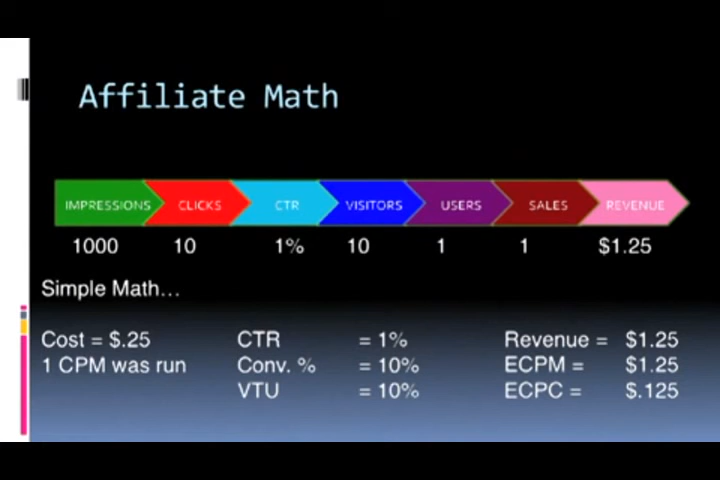 Affiliate Math
IMPRESSIONS CLICKS CTR VISITORS USERS SALES REVENUE
1000 10 1% 10 1 1 $1.25
Simple Math...
Cost = $.25 CTR = 1% Revenue = $1.25
1 CPM was run Conv. % = 10% ECPM = $1.25
VTU = 10% ECPC = $.125